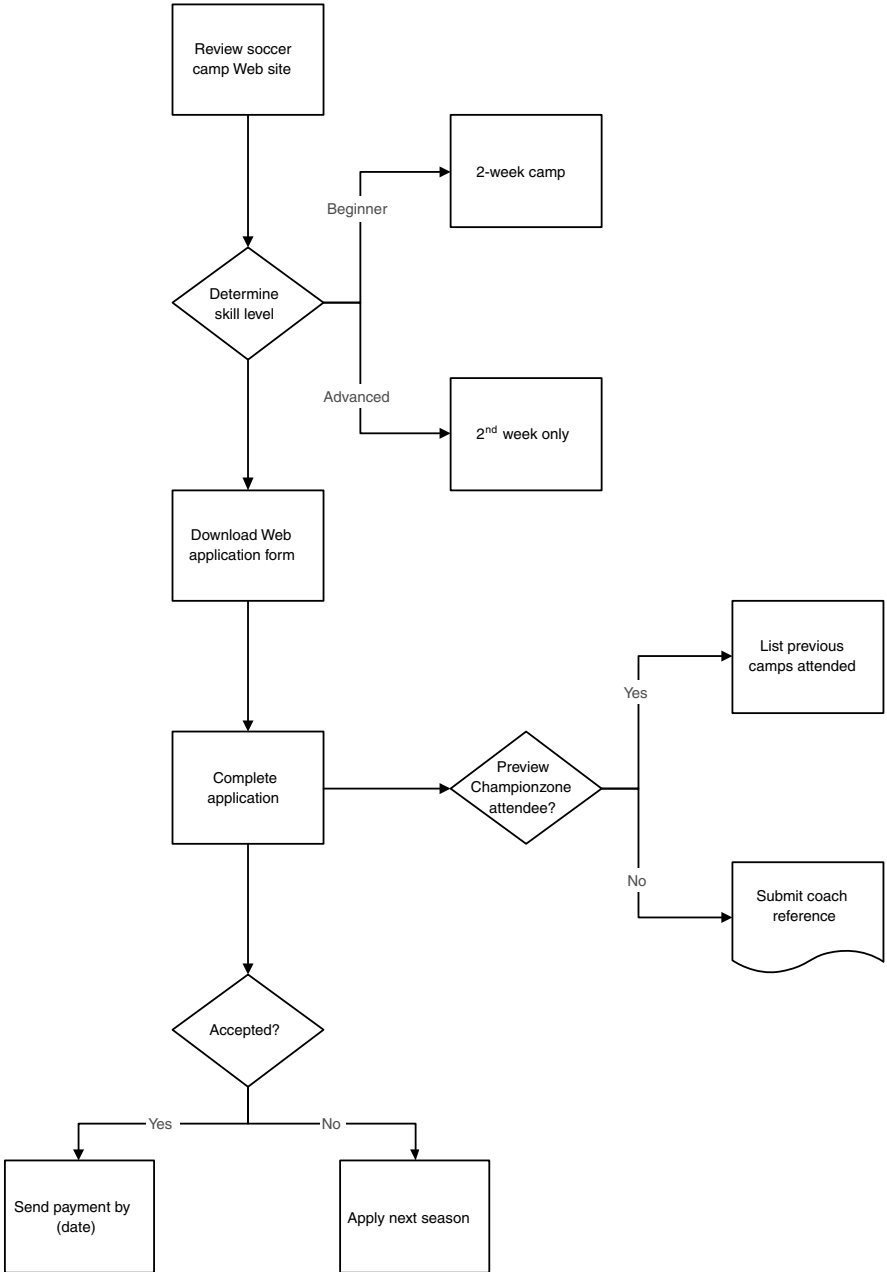 Review soccer
camp Web site
2-week camp
Beginner
Determine
skill level
Advanced
2nd week only
Download Web
application form
List previous
camps attended
Yes
Complete
application
Preview
Championzone
attendee?
No
Submit coach
reference
Accepted?
Yes
No
Send payment by
(date)
Apply next season